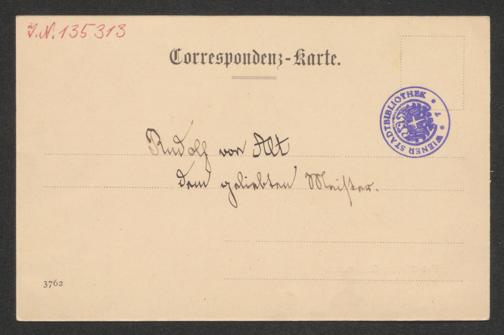 J.N. 135313
Correspondenz-Karte.
WIENER STADTBIBLIOTHEK
Rudolf von Alt
dem geliebten Meister.
3762